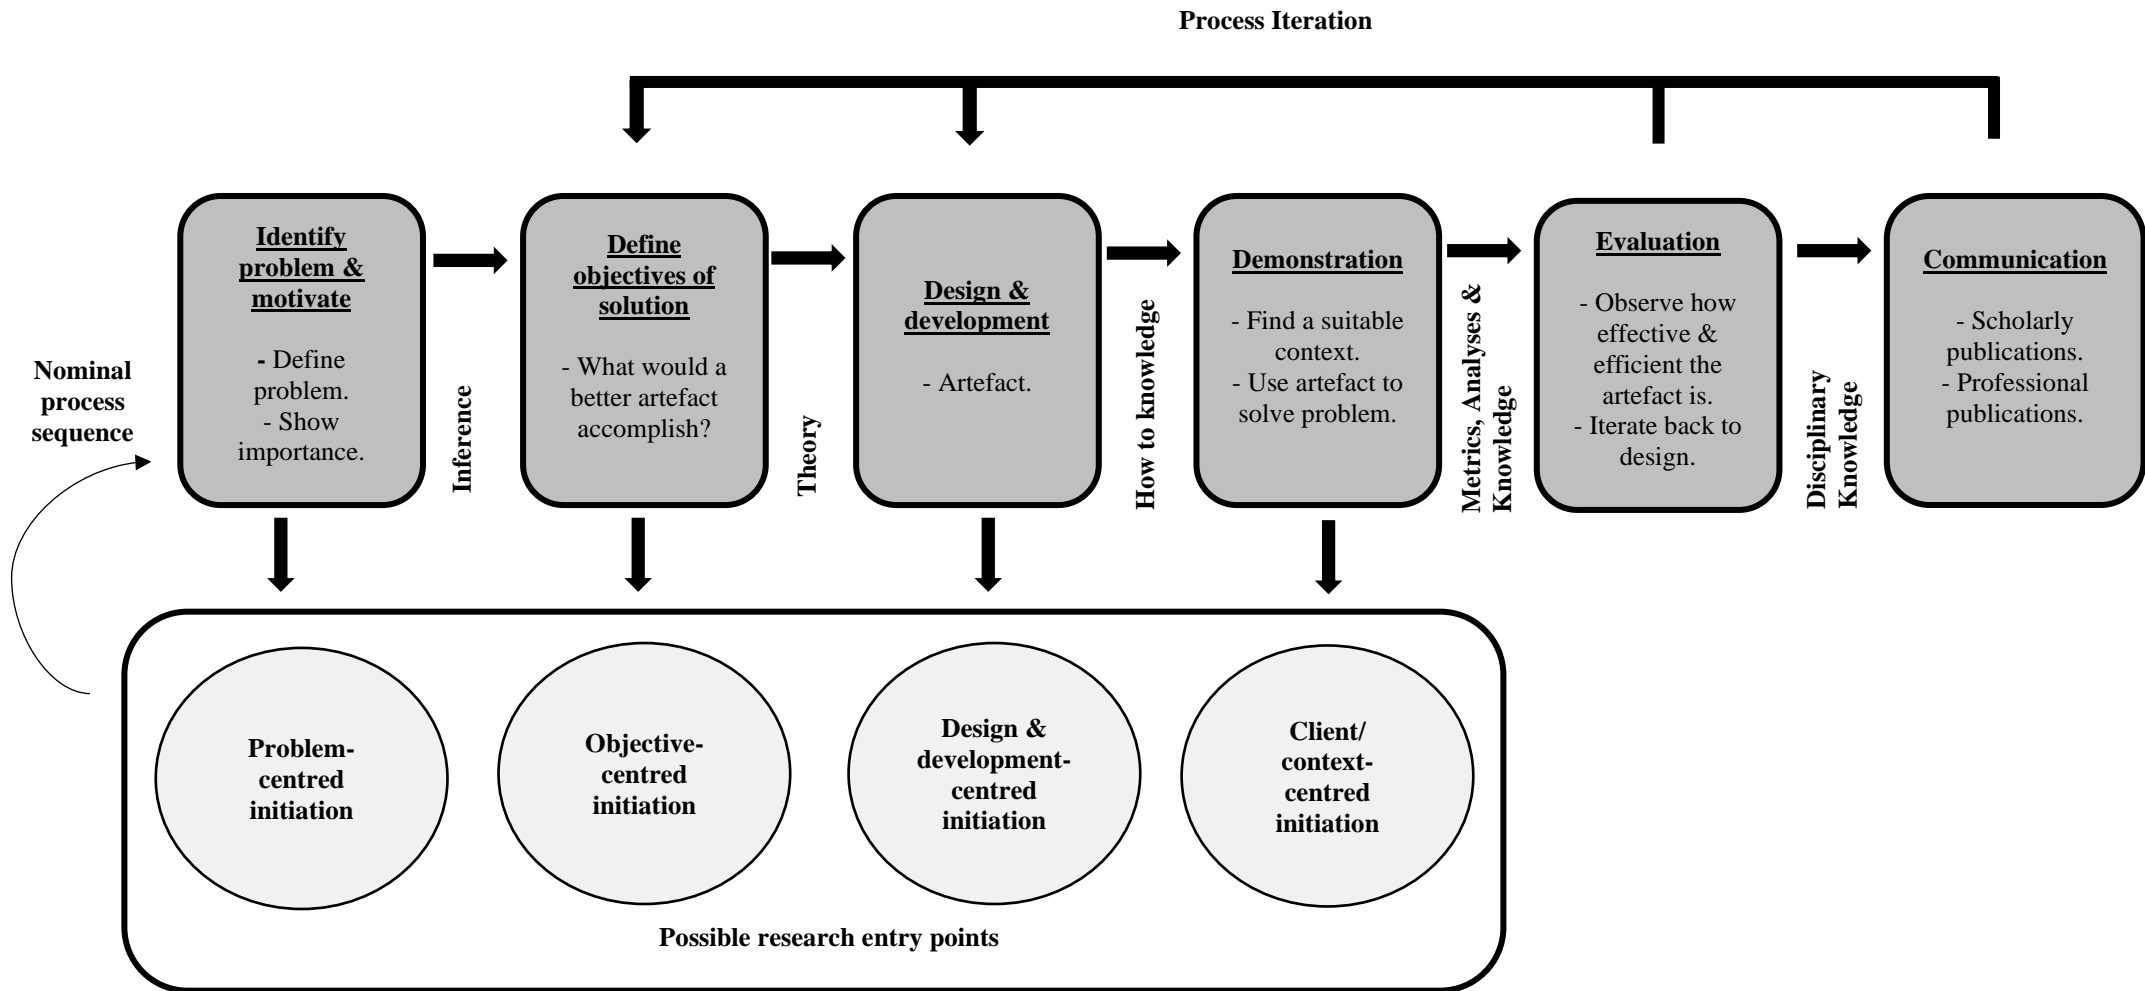 Process Iteration
Nominal
process
sequence
Identify
problem &
motivate
- Define
problem.
- Show
importance.
Inference
Define
objectives of
solution
- What would a
better artefact
accomplish?
Theory
Design &
development
- Artefact.
How to knowledge
Demonstration
- Find a suitable
context.
- Use artefact to
solve problem.
Metrics, Analyses &
Knowledge
Evaluation
- Observe how
effective &
efficient the
artefact is.
- Iterate back to
design.
Disciplinary
Knowledge
Communication
- Scholarly
publications.
- Professional
publications.
Problem-
centred
initiation
Objective-
centred
initiation
Design &
development-
centred
initiation
Client/
context-
centred
initiation
Possible research entry points